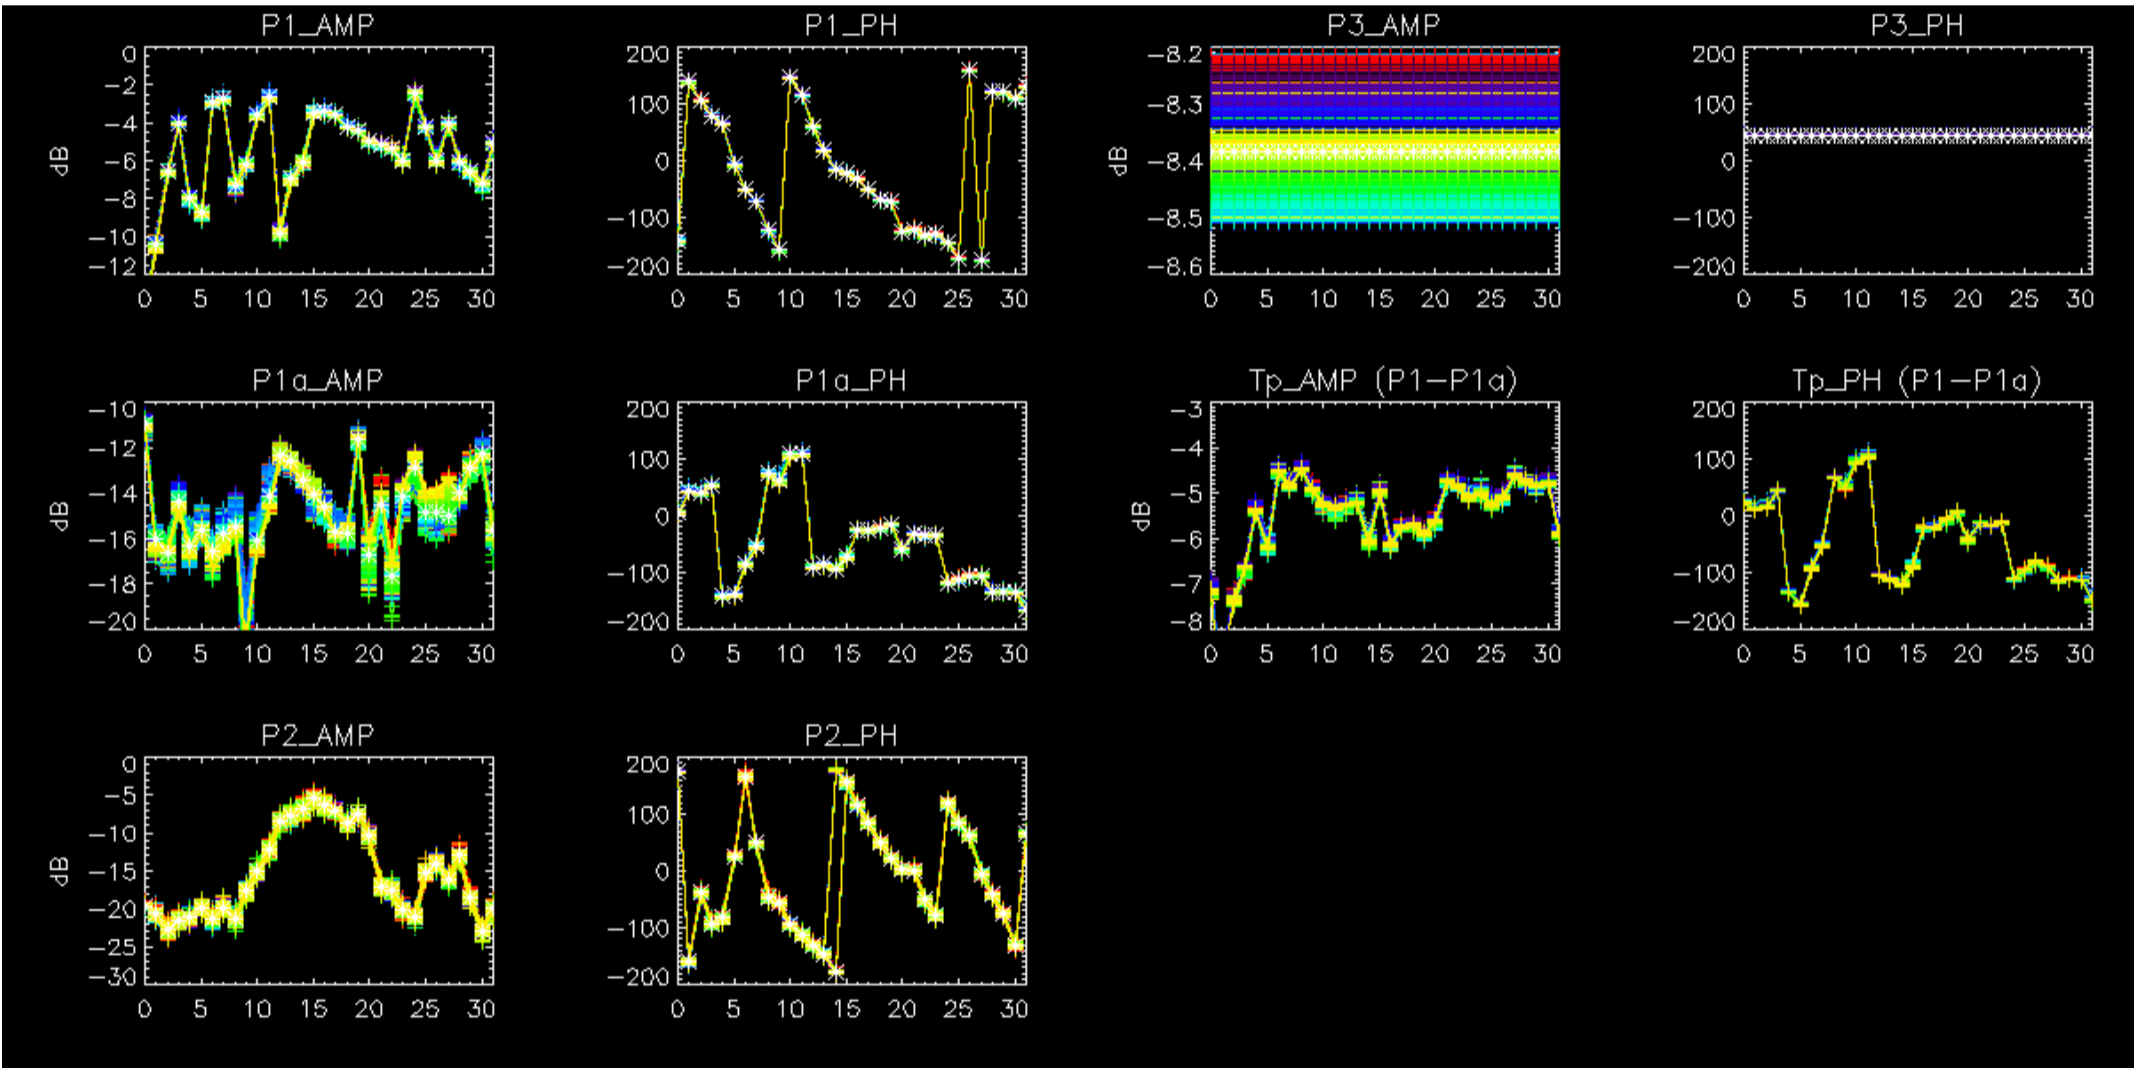 P1_AMP
P1_PH
P3_AMP
P3_PH
dB
0
−2
−4
−6
−8
−10
−12
0 5 10 15 20 25 30
200
100
0
−100
−200
0 5 10 15 20 25 30
dB
−8.2
−8.3
−8.4
−8.5
−8.6
0 5 10 15 20 25 30
200
100
0
−100
−200
0 5 10 15 20 25 30
P1a_AMP
P1a_PH
Tp_AMP (P1−P1a)
Tp_PH (P1−P1a)
dB
−10
−12
−14
−16
−18
−20
0 5 10 15 20 25 30
200
100
0
−100
−200
0 5 10 15 20 25 30
dB
−3
−4
−5
−6
−7
−8
0 5 10 15 20 25 30
200
100
0
−100
−200
0 5 10 15 20 25 30
P2_AMP
P2_PH
dB
0
−5
−10
−15
−20
−25
−30
0 5 10 15 20 25 30
200
100
0
−100
−200
0 5 10 15 20 25 30